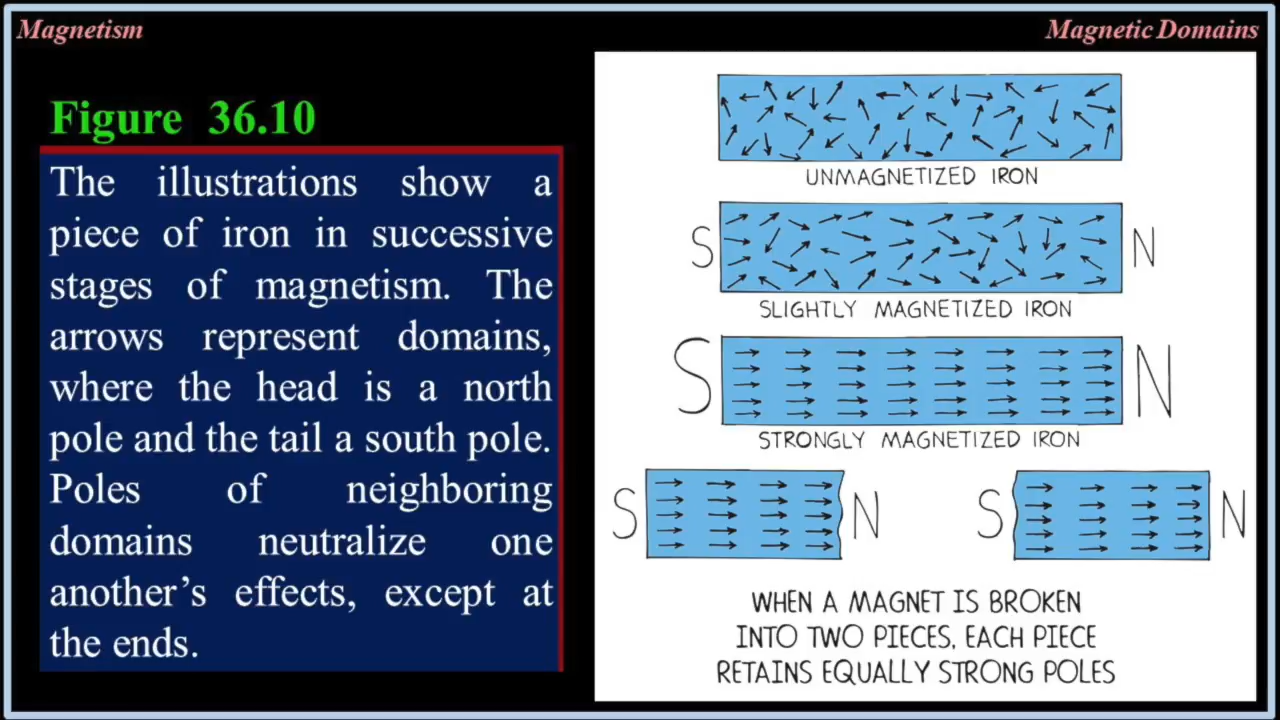 Magnetism
Magnetic Domains
Figure 36.10
The illustrations show a
piece of iron in successive
stages of magnetism. The
arrows represent domains,
where the head is a north
pole and the tail a south pole.
Poles of neighboring
domains neutralize one
another’s effects, except at
the ends.
UNMAGNETIZED IRON
S N
SLIGHTLY MAGNETIZED IRON
S N
STRONGLY MAGNETIZED IRON
S N S N
WHEN A MAGNET IS BROKEN
INTO TWO PIECES, EACH PIECE
RETAINS EQUALLY STRONG POLES